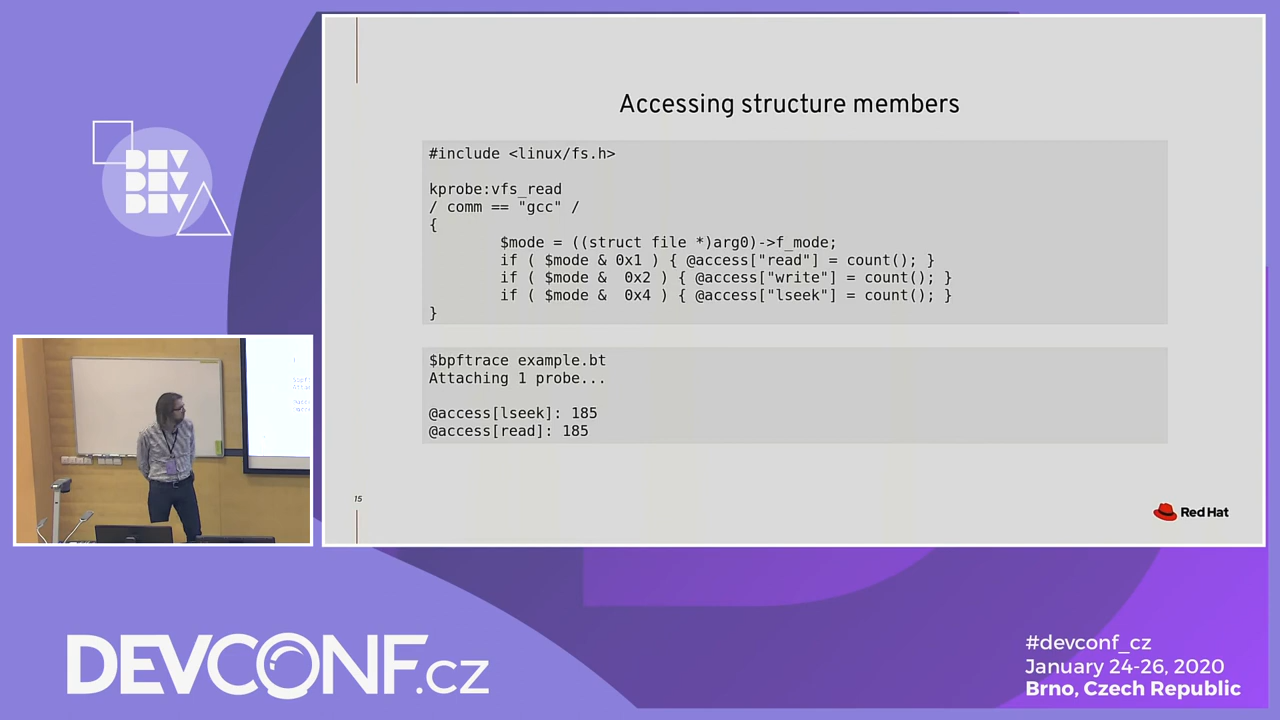 DEV
DEV
DEV
Accessing structure members
#include <linux/fs.h>
kprobe:vfs_read
/ comm == "gcc" /
{
$mode = ((struct file *)arg0)->f_mode;
if ( $mode & 0x1 ) { @access["read"] = count(); }
if ( $mode &  0x2 ) { @access["write"] = count(); }
if ( $mode &  0x4 ) { @access["lseek"] = count(); }
}
$bpftrace example.bt
Attaching 1 probe...
@access[lseek]: 185
@access[read]: 185
15
Red Hat
DEVCONF.cz
#devconf_cz
January 24-26, 2020
Brno, Czech Republic